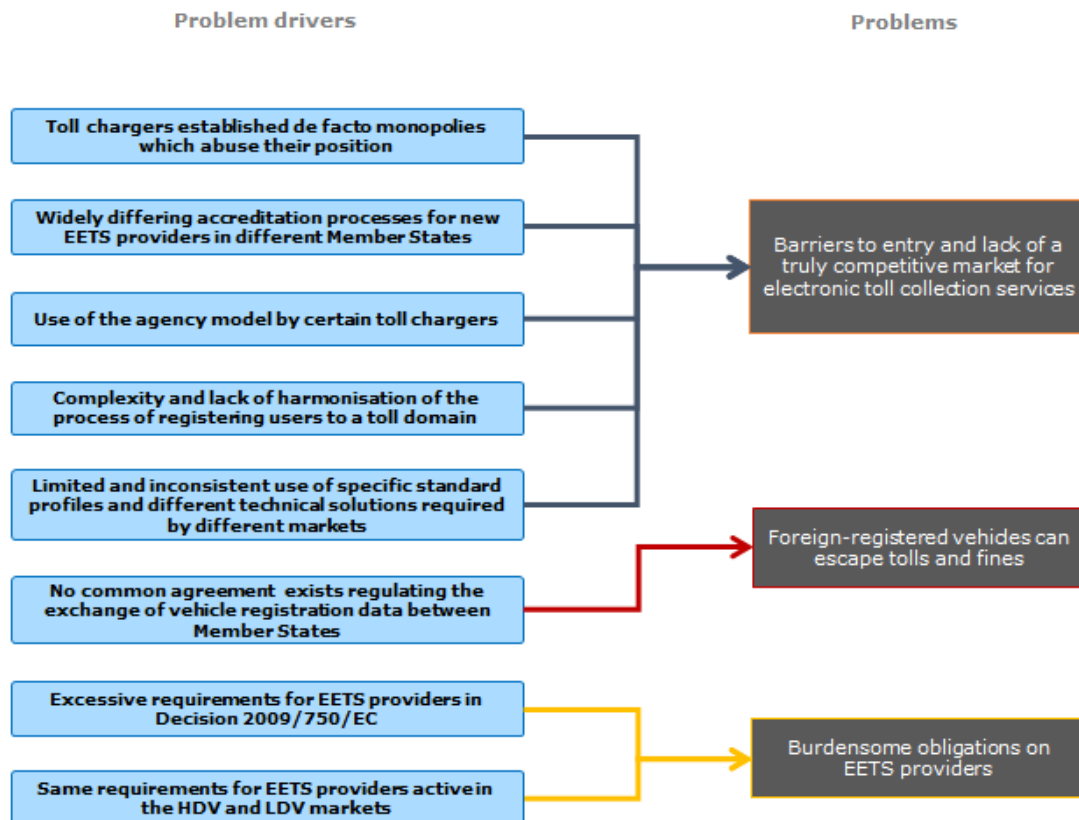 Problem drivers
Problems
Toll chargers established de facto monopolies
which abuse their position
Widely differing accreditation processes for new
EETS providers in different Member States
Use of the agency model by certain toll chargers
Complexity and lack of harmonisation of the
process of registering users to a toll domain
Limited and inconsistent use of specific standard
profiles and different technical solutions required
by different markets
No common agreement exists regulating the
exchange of vehicle registration data between
Member States
Excessive requirements for EETS providers in
Decision 2009/750/EC
Same requirements for EETS providers active in
the HDV and LDV markets
Barriers to entry and lack of a
truly competitive market for
electronic toll collection services
Foreign-registered vehicles can
escape tolls and fines
Burdensome obligations on
EETS providers